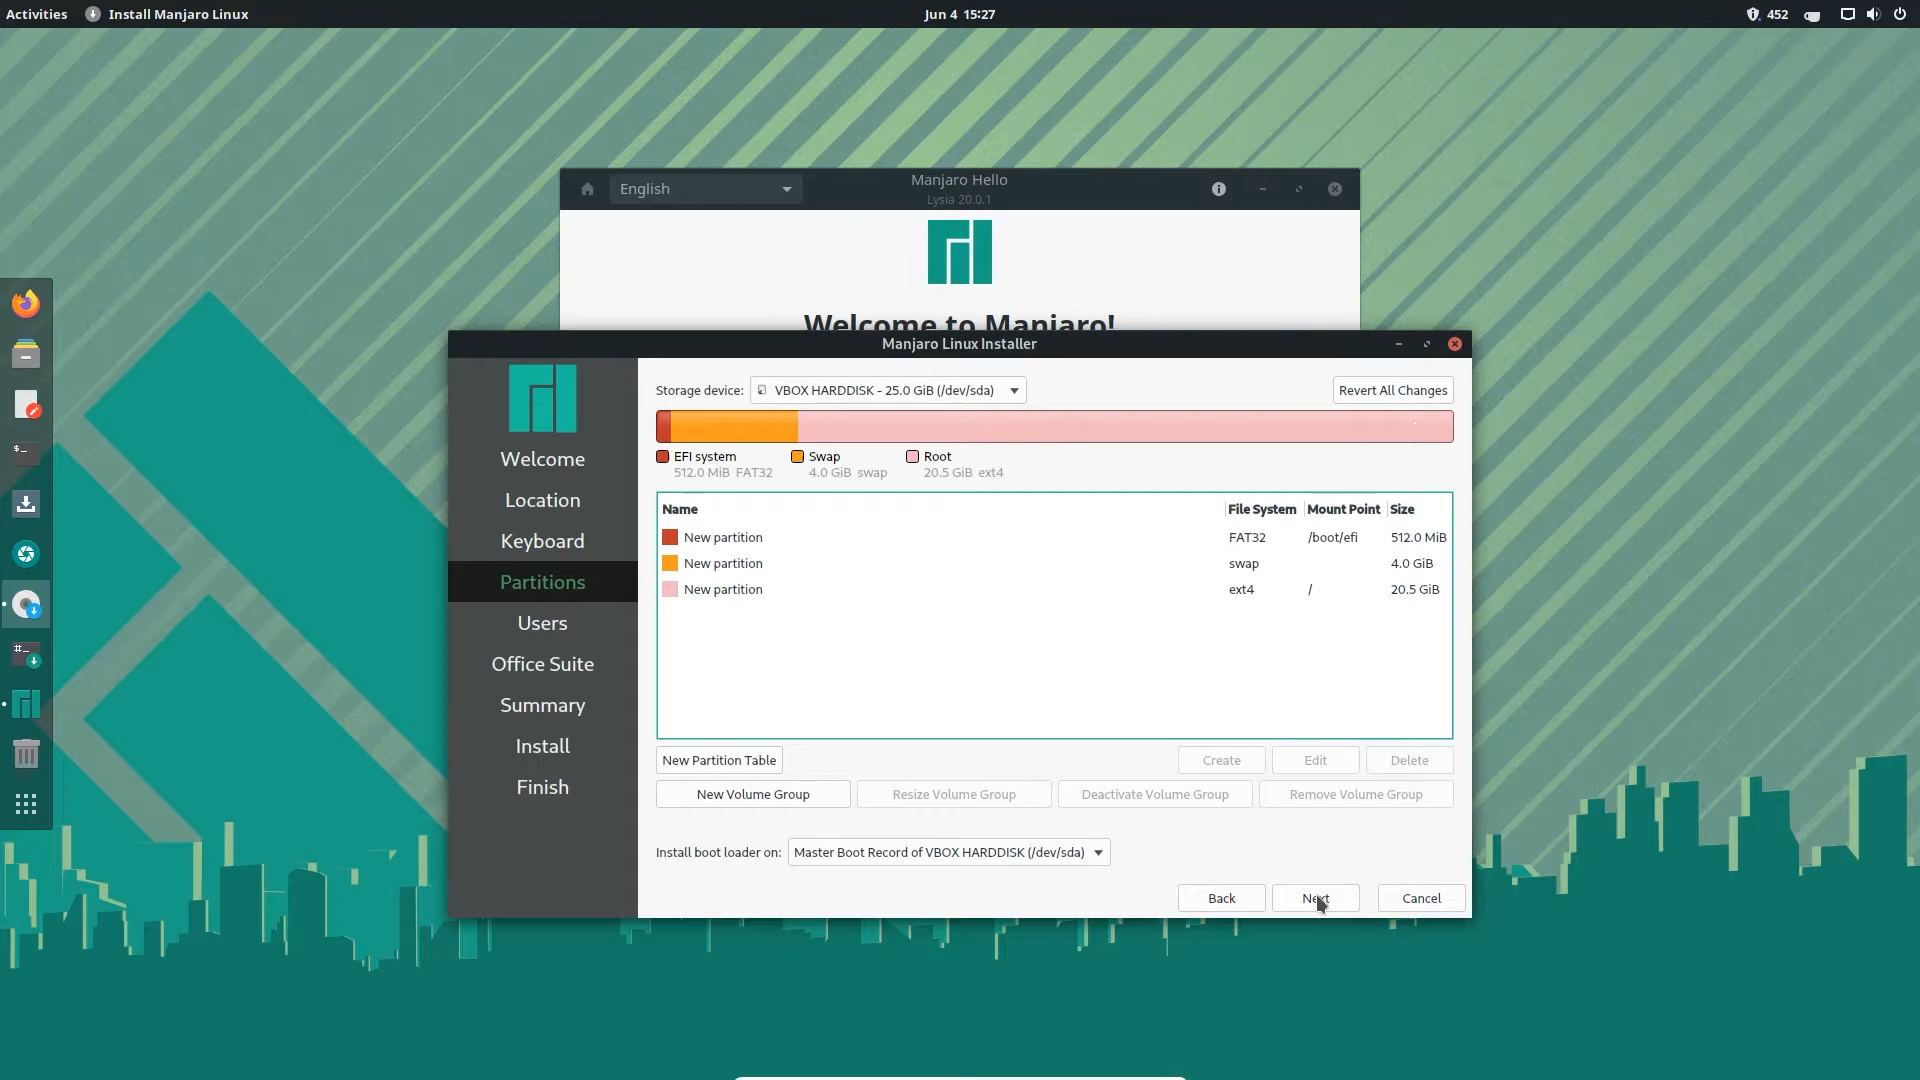 Activities Install Manjaro Linux Jun 4 15:27 452
English Manjaro Hello
Lysia 20.0.1
Welcome to Manjaro!
Manjaro Linux Installer
Welcome
Location
Keyboard
Partitions
Users
Office Suite
Summary
Install
Finish
Storage device: VBOX HARDDISK - 25.0 GiB (/dev/sda) Revert All Changes
EFI system Swap Root
512.0 MiB FAT32 4.0 GiB swap 20.5 GiB ext4
Name File System Mount Point Size
New partition FAT32 /boot/efi 512.0 MiB
New partition swap 4.0 GiB
New partition ext4 / 20.5 GiB
New Partition Table Create Edit Delete
New Volume Group Resize Volume Group Deactivate Volume Group Remove Volume Group
Install boot loader on: Master Boot Record of VBOX HARDDISK (/dev/sda)
Back Next Cancel